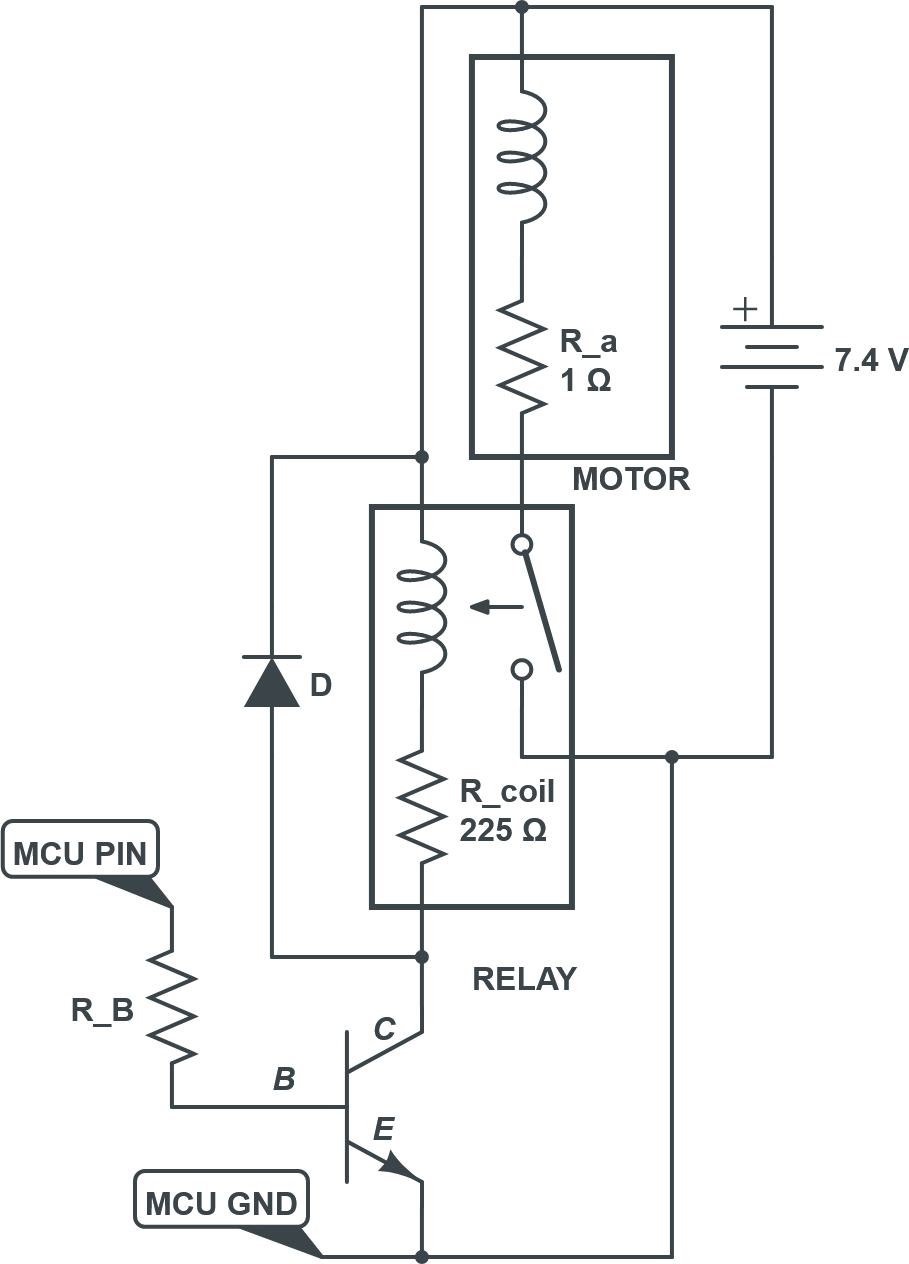 +
7.4 V
R_a
1 Ω
MOTOR
D
R_coil
225 Ω
MCU PIN
RELAY
R_B
C
B
E
MCU GND